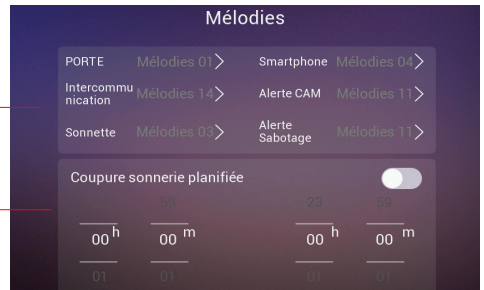 Mélodies
PORTE Mélodies 01 Smartphone Mélodies 04
Intercommu
nication Mélodies 14 Alerte CAM Mélodies 11
Sonnette Mélodies 03 Alerte
Sabotage Mélodies 11
Coupure sonnerie planifiée
59 23 59
00 h 00 m 00 h 00 m
01 01 01 01